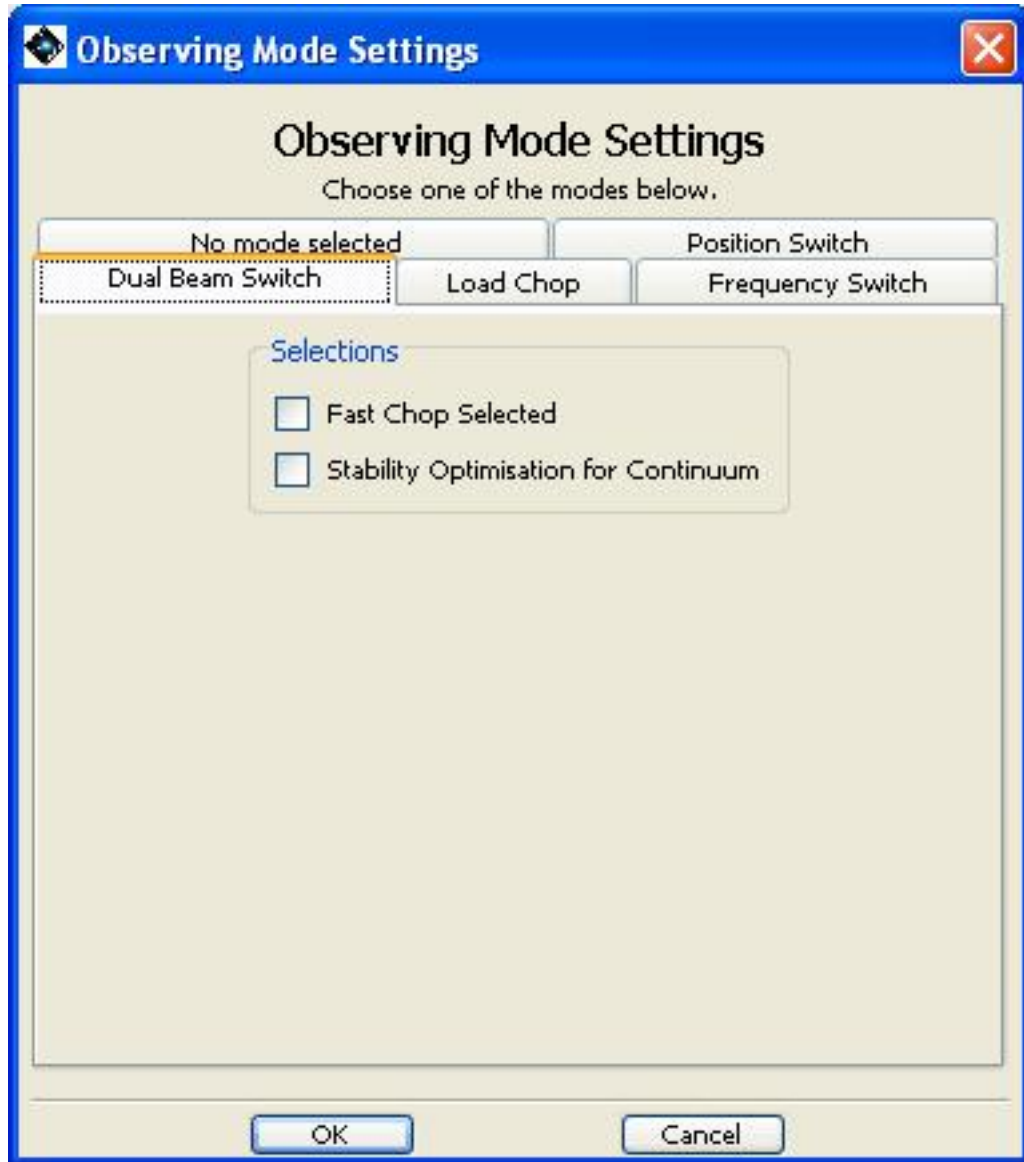 Observing Mode Settings
Observing Mode Settings
Choose one of the modes below.
No mode selected
Position Switch
Dual Beam Switch
Load Chop
Frequency Switch
Selections
Fast Chop Selected
Stability Optimisation for Continuum
OK
Cancel